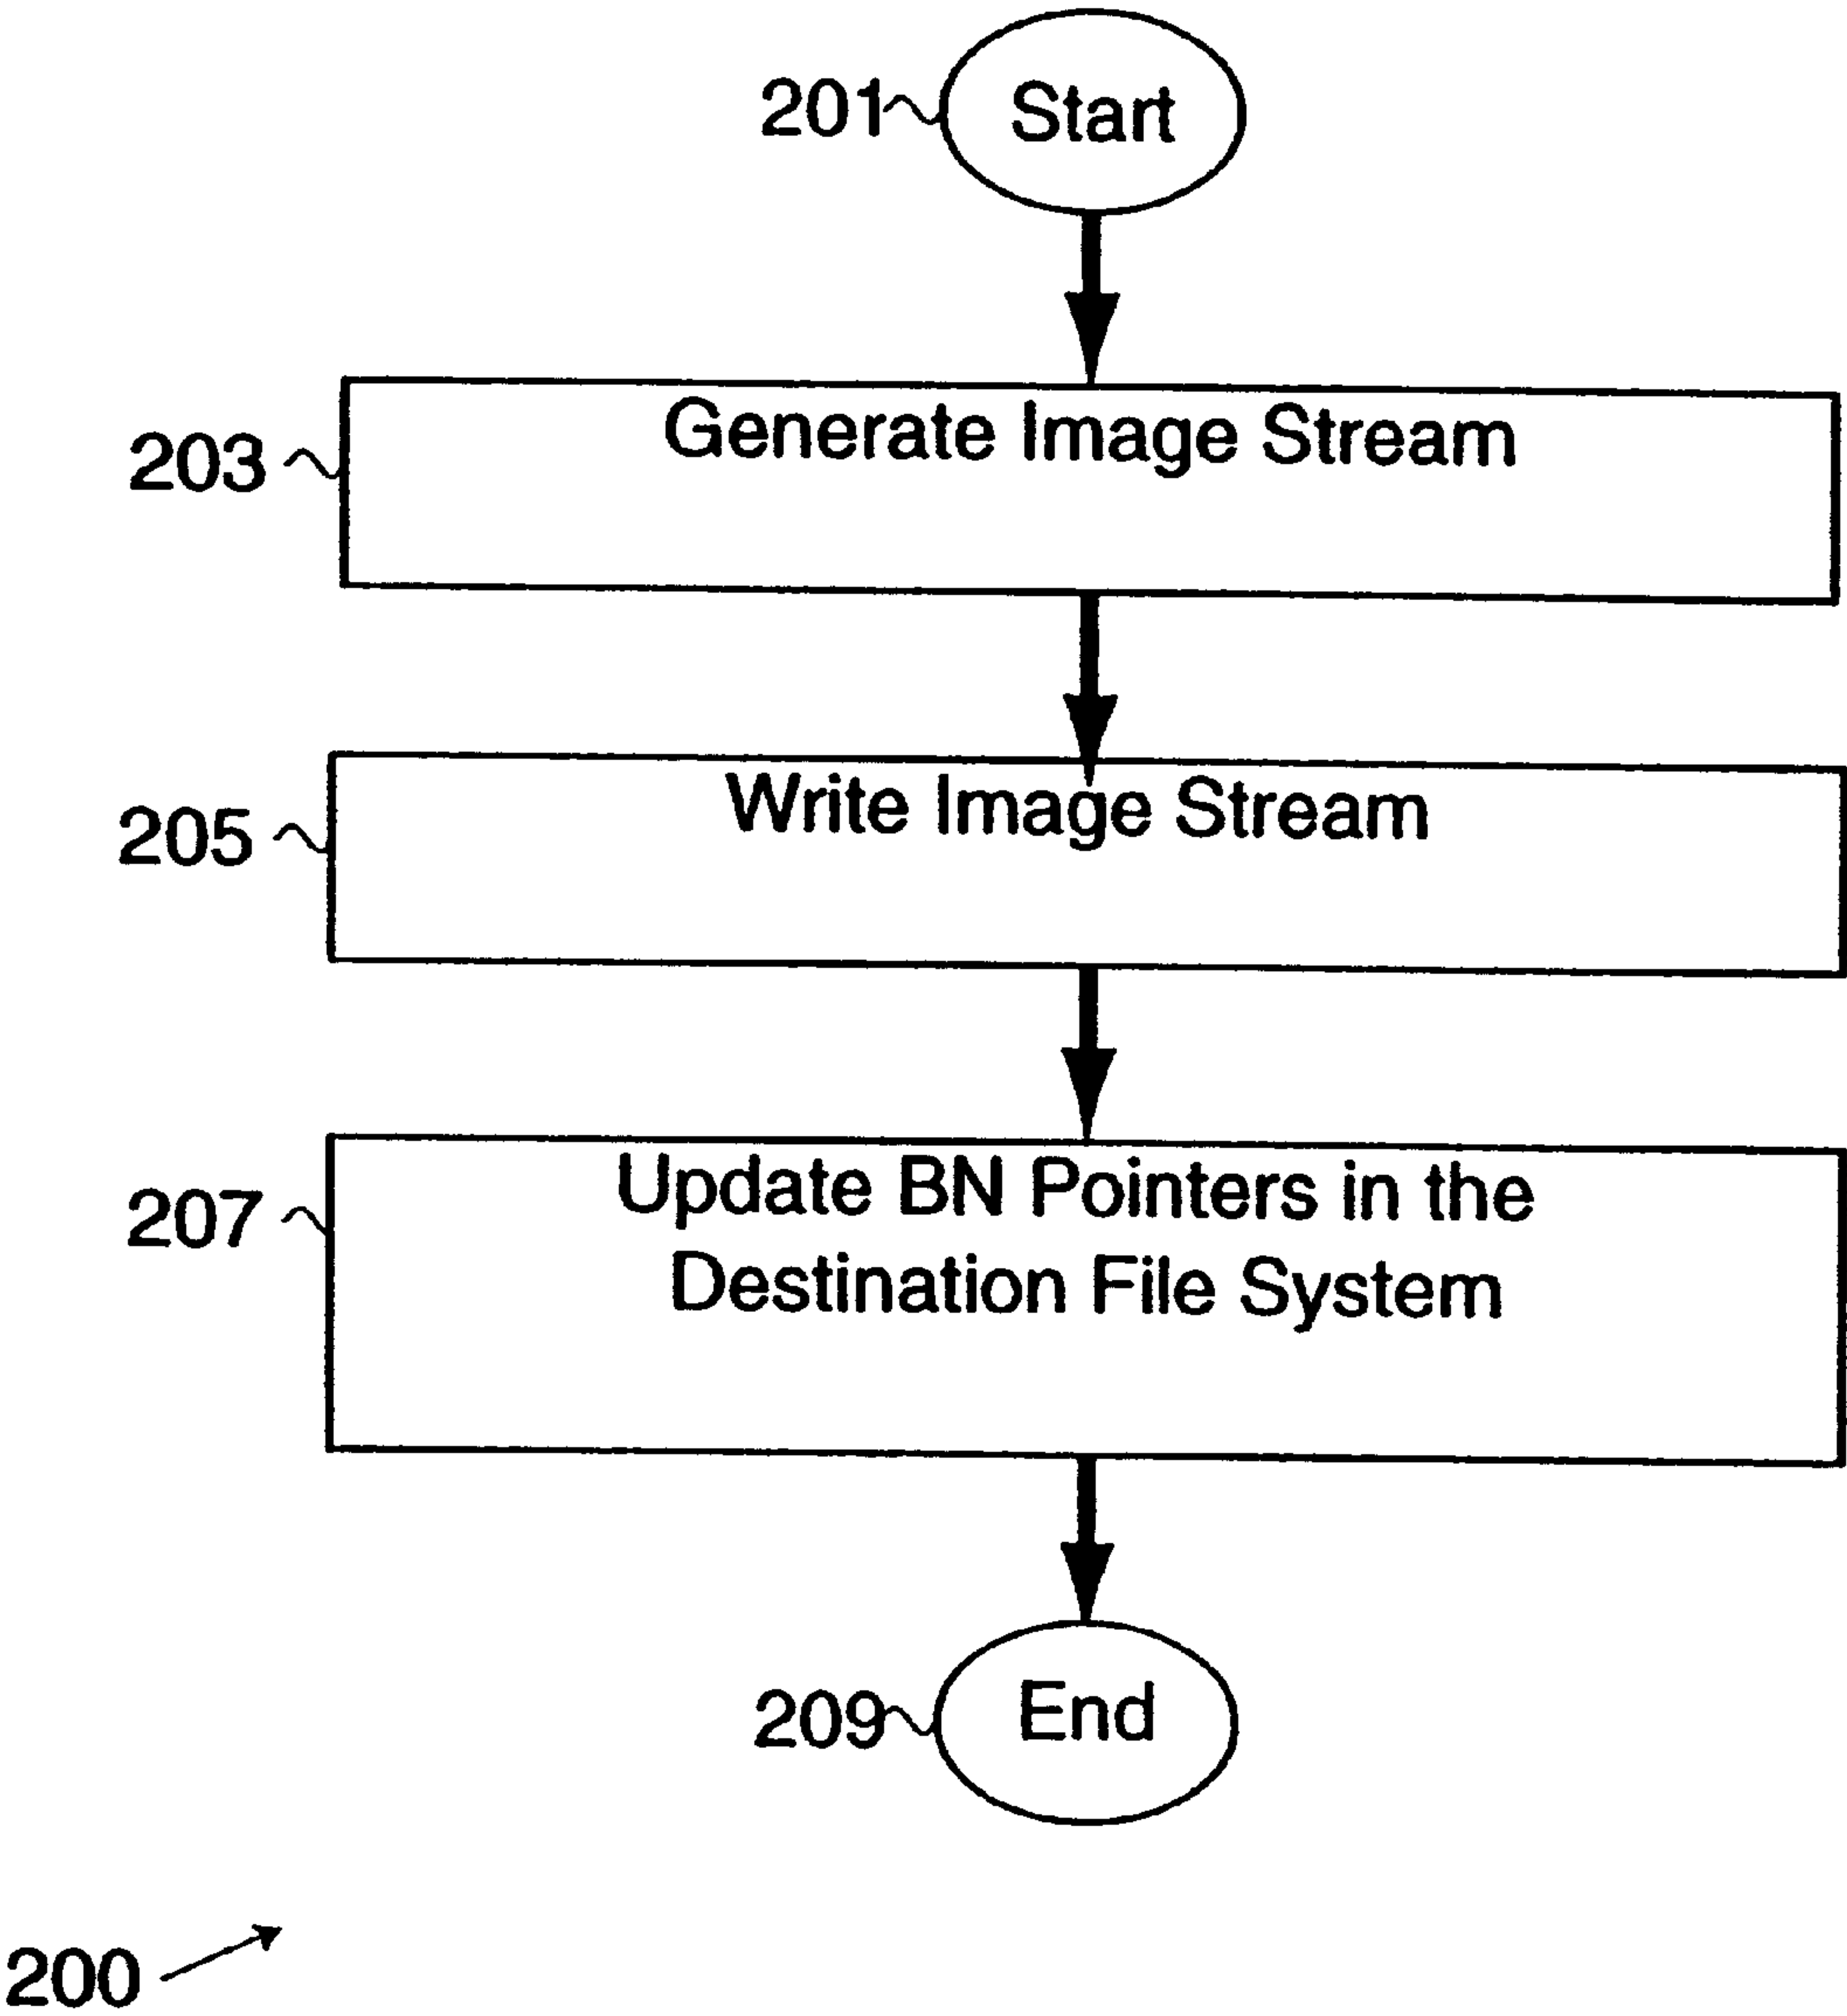 201 Start
203 Generate Image Stream
205 Write Image Stream
207 Update BN Pointers in the
Destination File System
209 End
200